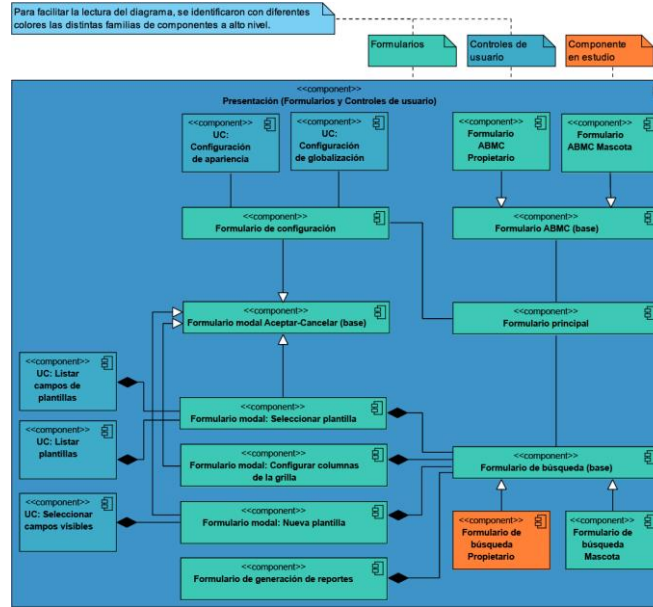 Para facilitar la lectura del diagrama, se identificaron con diferentes
colores las distintas familias de componentes a alto nivel.
Formularios
Controles de
usuario
Componente
en estudio
<<component>>
Presentación (Formularios y Controles de usuario)
<<component>>
UC:
Configuración
de apariencia
<<component>>
UC:
Configuración
de globalización
<<component>>
Formulario
ABMC
Propietario
<<component>>
Formulario
ABMC Mascota
<<component>>
Formulario de configuración
<<component>>
Formulario ABMC (base)
<<component>>
Formulario modal Aceptar-Cancelar (base)
<<component>>
Formulario principal
<<component>>
UC: Listar
campos de
plantillas
<<component>>
Formulario modal: Seleccionar plantilla
<<component>>
UC: Listar
plantillas
<<component>>
Formulario modal: Configurar columnas
de la grilla
<<component>>
Formulario de búsqueda (base)
<<component>>
UC: Seleccionar
campos visibles
<<component>>
Formulario modal: Nueva plantilla
<<component>>
Formulario de
búsqueda
Propietario
<<component>>
Formulario de
búsqueda
Mascota
<<component>>
Formulario de generación de reportes